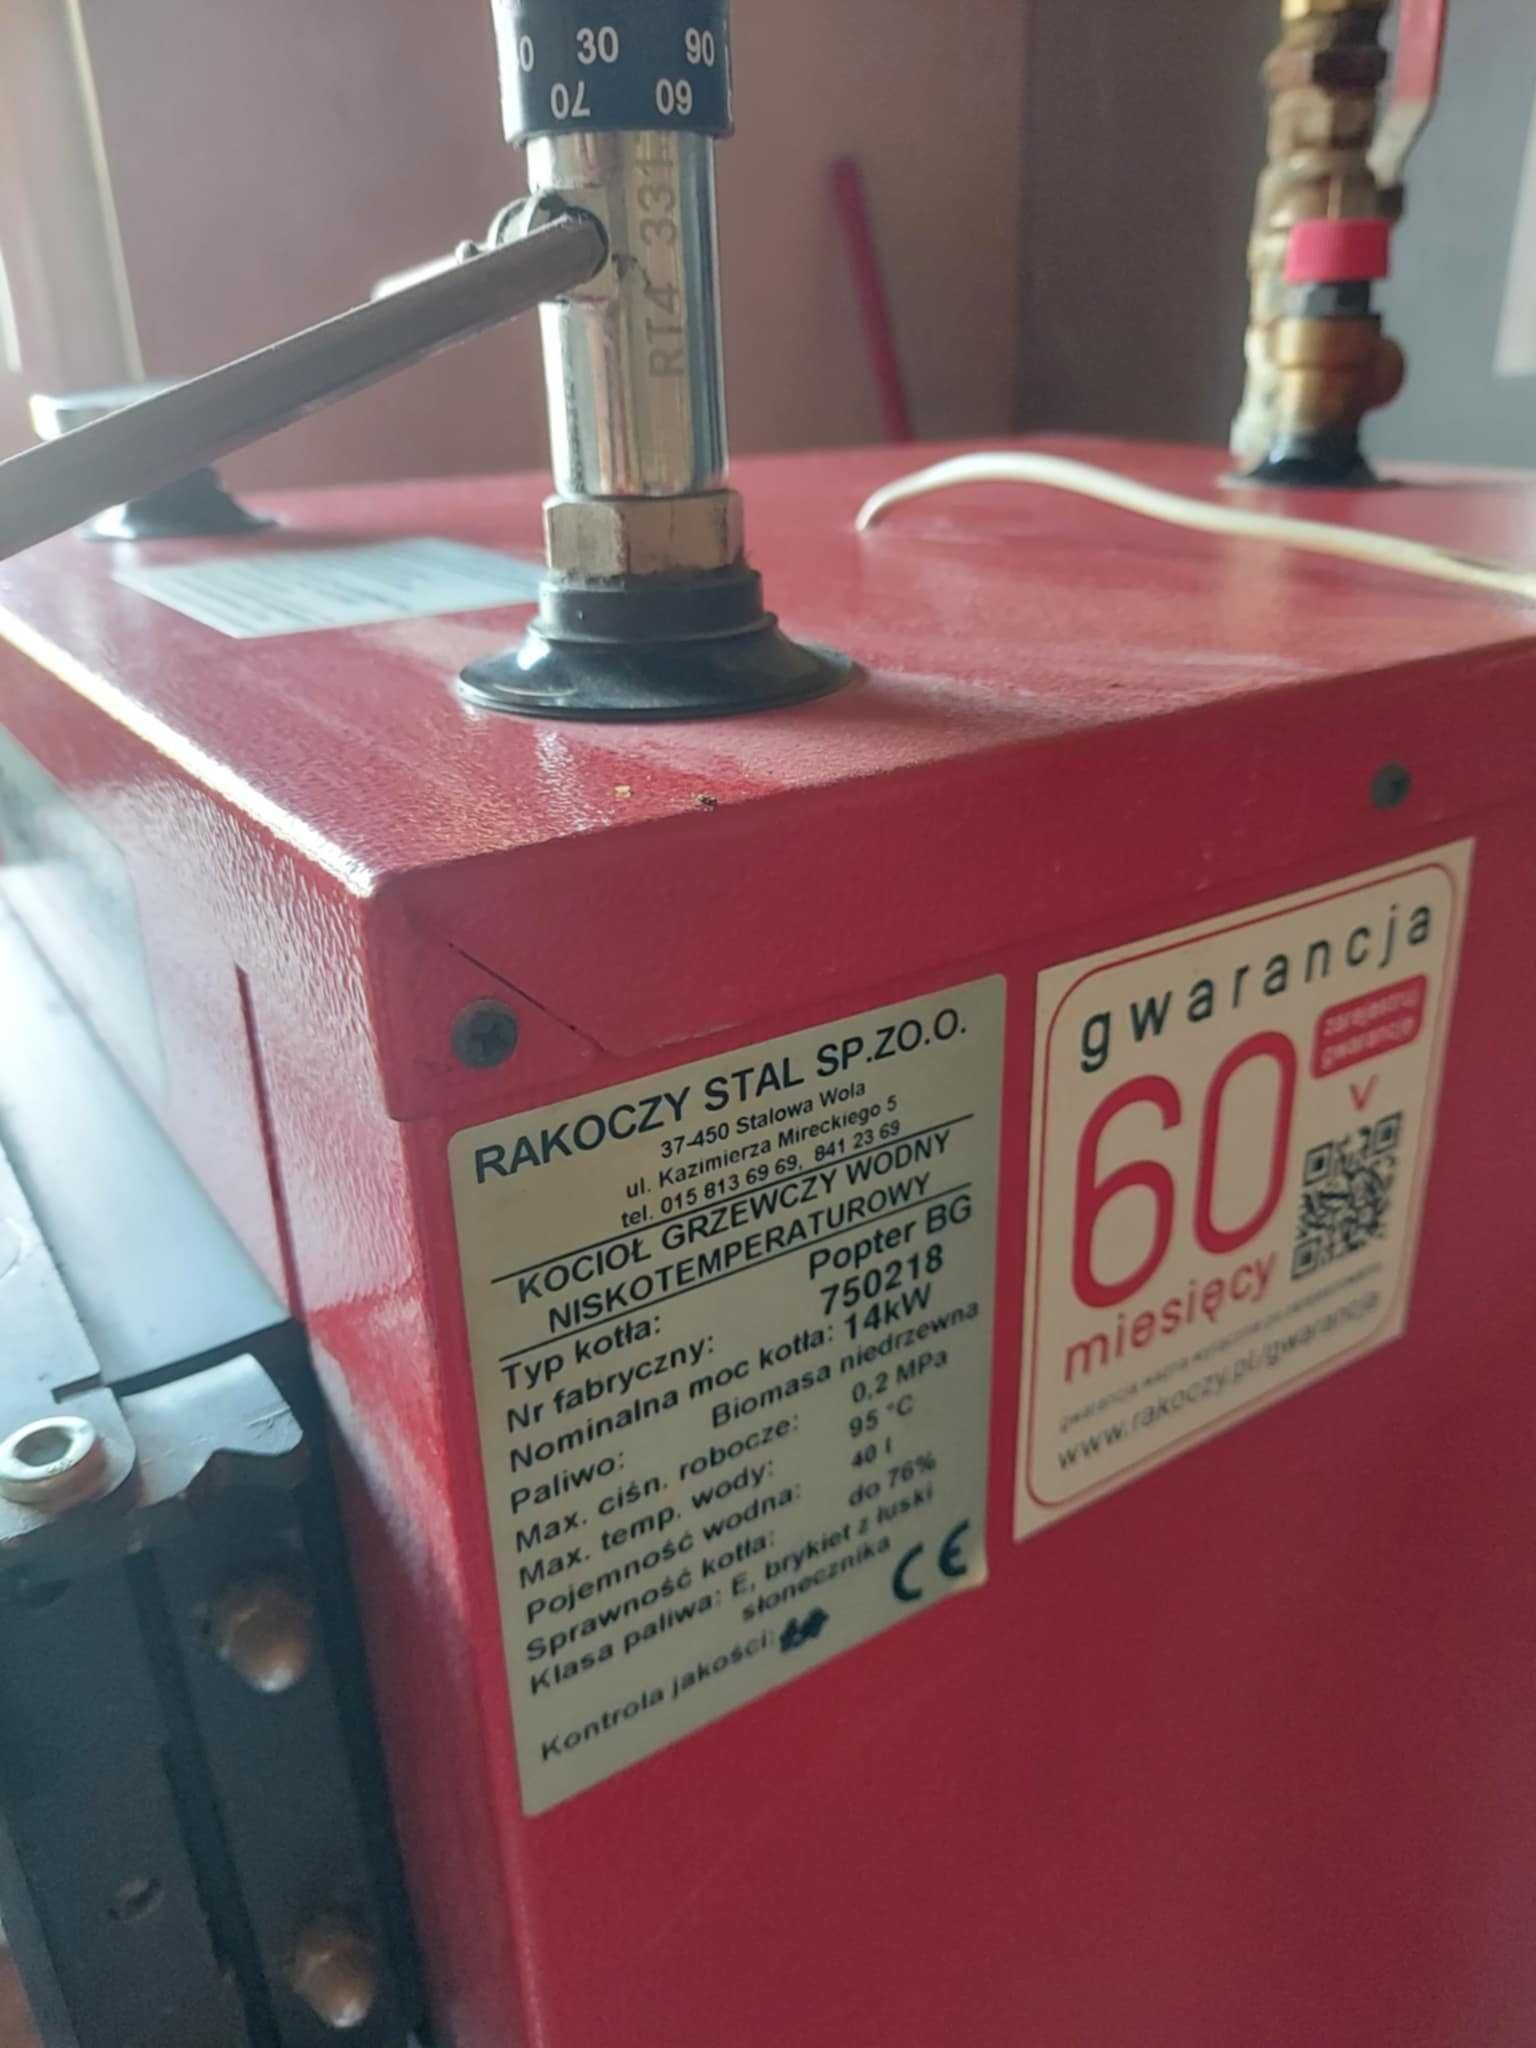 30 90
70 60
RT4 331
RAKOCZY STAL SP.ZO.O.
37-450 Stalowa Wola
ul. Kazimierza Mireckiego 5
tel. 015 813 69 69, 841 23 69
KOCIOŁ GRZEWCZY WODNY
NISKOTEMPERATUROWY
Typ kotła: Popter BG
Nr fabryczny: 750218
Nominalna moc kotła: 14kW
Paliwo: Biomasa niedrzewna
Max. ciśn. robocze: 0,2 MPa
Max. temp. wody: 95 °C
Pojemność wodna: 40 l
Sprawność kotła: do 76%
Klasa paliwa: E, brykiet z łuski
słonecznika
Kontrola jakości: CE
gwarancja
60
zarejestruj
gwarancję
miesięcy
www.rakoczy.pl/gwarancja